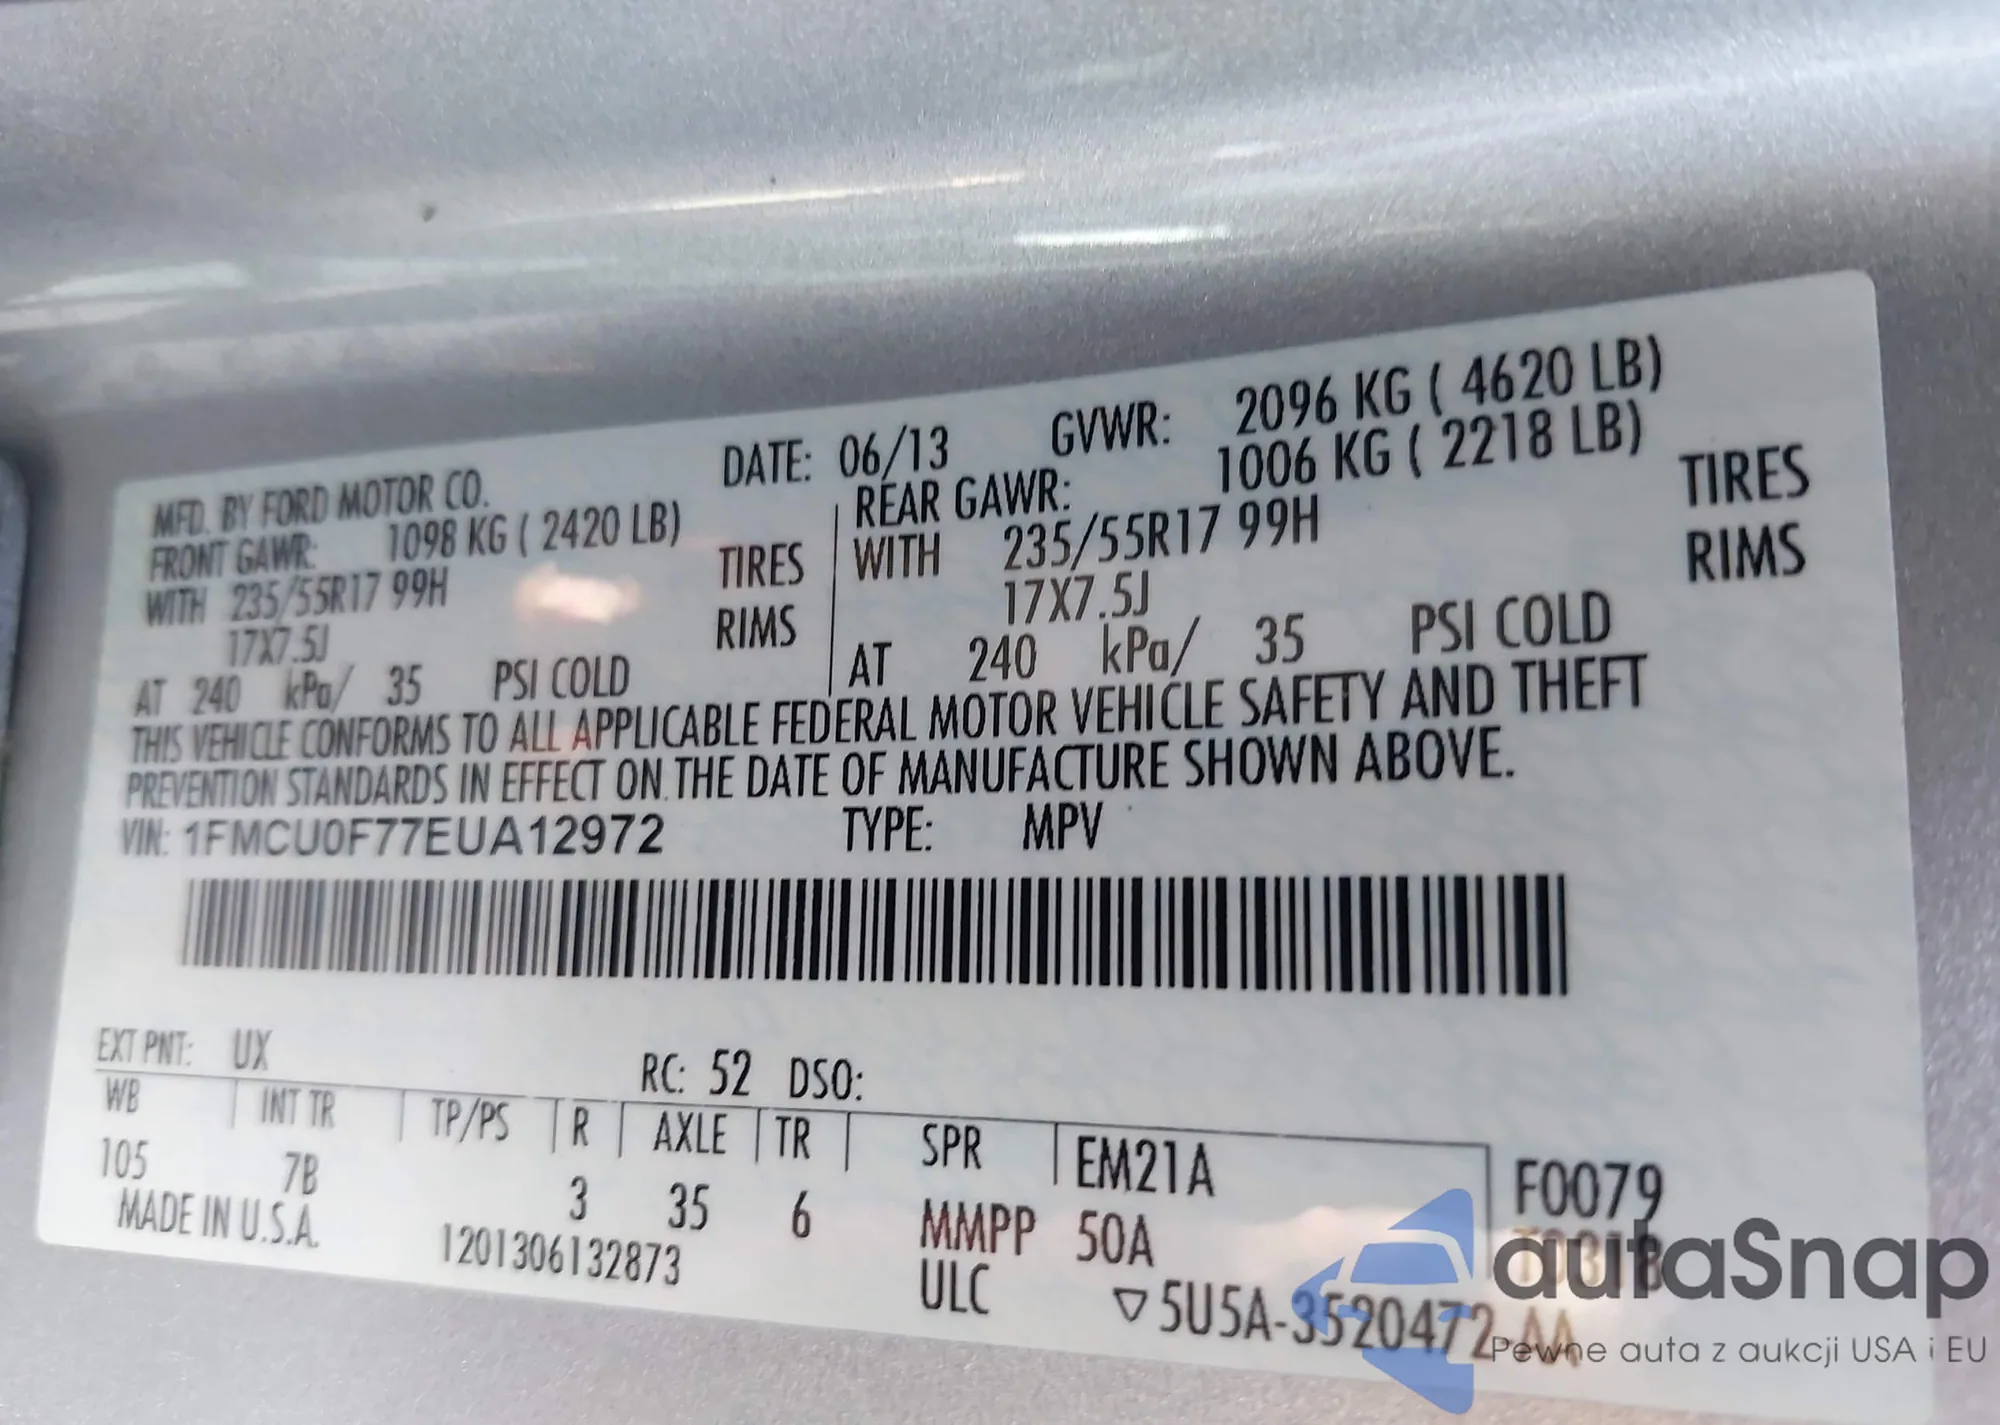 MFD. BY FORD MOTOR CO. DATE: 06/13 GVWR: 2096 KG ( 4620 LB)
FRONT GAWR: 1098 KG ( 2420 LB)
WITH 235/55R17 99H TIRES
17X7.5J RIMS
AT 240 kPa/ 35 PSI COLD
REAR GAWR: 1006 KG ( 2218 LB)
WITH 235/55R17 99H TIRES
17X7.5J RIMS
AT 240 kPa/ 35 PSI COLD
THIS VEHICLE CONFORMS TO ALL APPLICABLE FEDERAL MOTOR VEHICLE SAFETY AND THEFT
PREVENTION STANDARDS IN EFFECT ON THE DATE OF MANUFACTURE SHOWN ABOVE.
VIN: 1FMCU0F77EUA12972 TYPE: MPV
EXT PNT: UX RC: 52 DSO:
WB INT TR TP/PS R AXLE TR SPR EM21A F0079
105 7B 3 35 6 MMPP 50A
MADE IN U.S.A. 1201306132873 ULC
▽5U5A-3520472-AA
autaSnap
Pewne auta z aukcji USA i EU